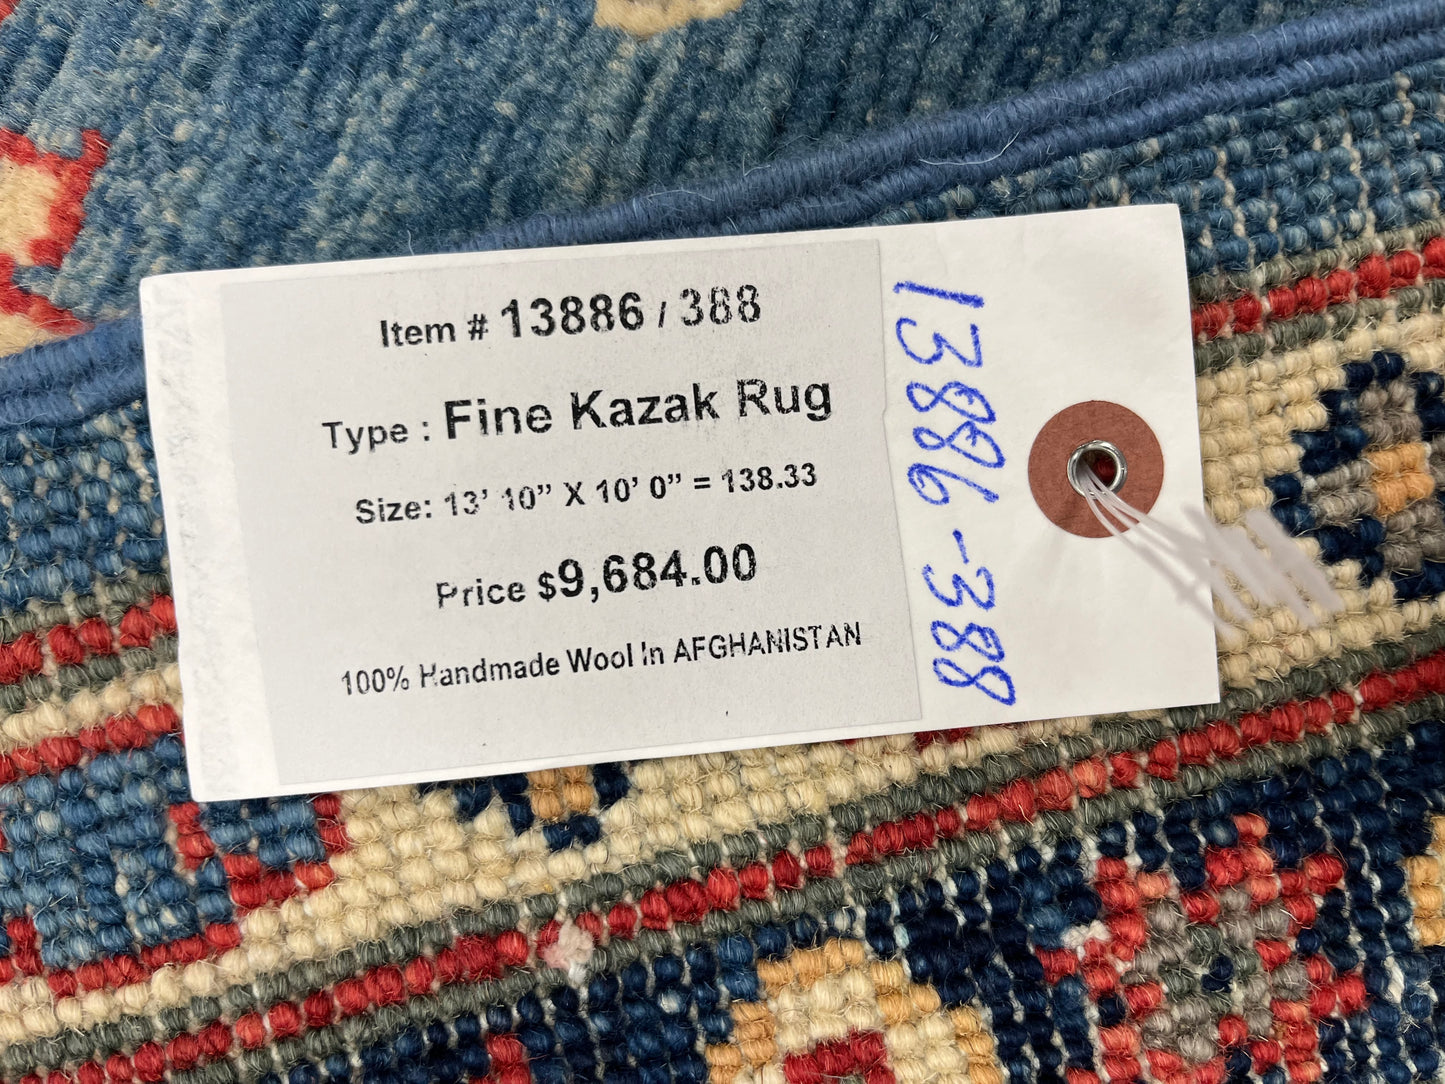 Item # 13886 / 388
Type : Fine Kazak Rug
Size: 13’ 10” X 10’ 0” = 138.33
Price $9,684.00
100% Handmade Wool In AFGHANISTAN
13886-388